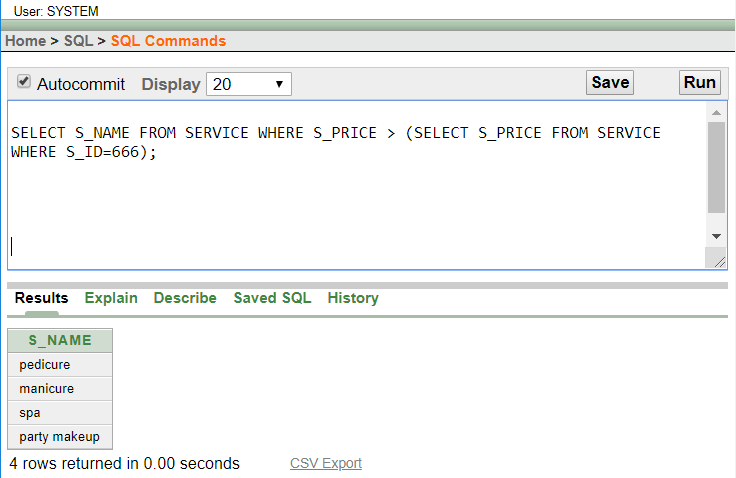 User: SYSTEM
Home > SQL > SQL Commands
Autocommit Display 20 Save Run
SELECT S_NAME FROM SERVICE WHERE S_PRICE > (SELECT S_PRICE FROM SERVICE
WHERE S_ID=666);
Results Explain Describe Saved SQL History
S_NAME
pedicure
manicure
spa
party makeup
4 rows returned in 0.00 seconds CSV Export